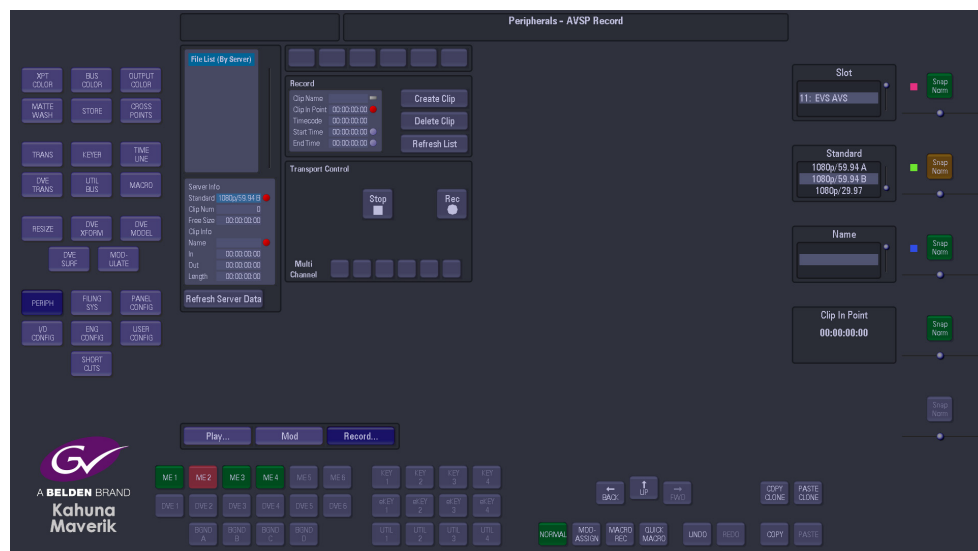 Peripherals – AVSP Record
XPT COLOR
BUS COLOR
OUTPUT COLOR
MATTE WASH
STORE
CROSS POINTS
TRANS
KEYER
TIME LINE
DVE TRANS
UTIL BUS
MACRO
RESIZE
DVE XFORM
DVE MODEL
DVE SURF
MOD- ULATE
PERIPH
FILING SYS
PANEL CONFIG
I/O CONFIG
ENG CONFIG
USER CONFIG
SHORT CUTS
File List (By Server)
Server Info
Standard 1080p/59.94 B
Clip Num 0
Free Size 00:00:00:00
Clip Info
Name
In 00:00:00:00
Out 00:00:00:00
Length 00:00:00:00
Refresh Server Data
Record
Clip Name
Clip In Point 00:00:00:00
Timecode 00:00:00:00
Start Time 00:00:00:00
End Time 00:00:00:00
Create Clip
Delete Clip
Refresh List
Transport Control
Stop
Rec
Multi
Channel
Slot
11: EVS AVS
Snap Norm
Standard
1080p/59.94 A
1080p/59.94 B
1080p/29.97
Snap Norm
Name
Snap Norm
Clip In Point
00:00:00:00
Snap Norm
Snap Norm
Play...
Mod
Record...
GV
A BELDEN BRAND
Kahuna
Maverik
ME 1
ME 2
ME 3
ME 4
ME 5
ME 6
DVE 1
DVE 2
DVE 3
DVE 4
DVE 5
DVE 6
BGND A
BGND B
BGND C
BGND D
KEY 1
KEY 2
KEY 3
KEY 4
stKEY 1
stKEY 2
stKEY 3
stKEY 4
UTIL 1
UTIL 2
UTIL 3
UTIL 4
BACK
UP
FWD
COPY CLONE
PASTE CLONE
NORMAL
MOD- ASSIGN
MACRO REC
QUICK MACRO
UNDO
REDO
COPY
PASTE